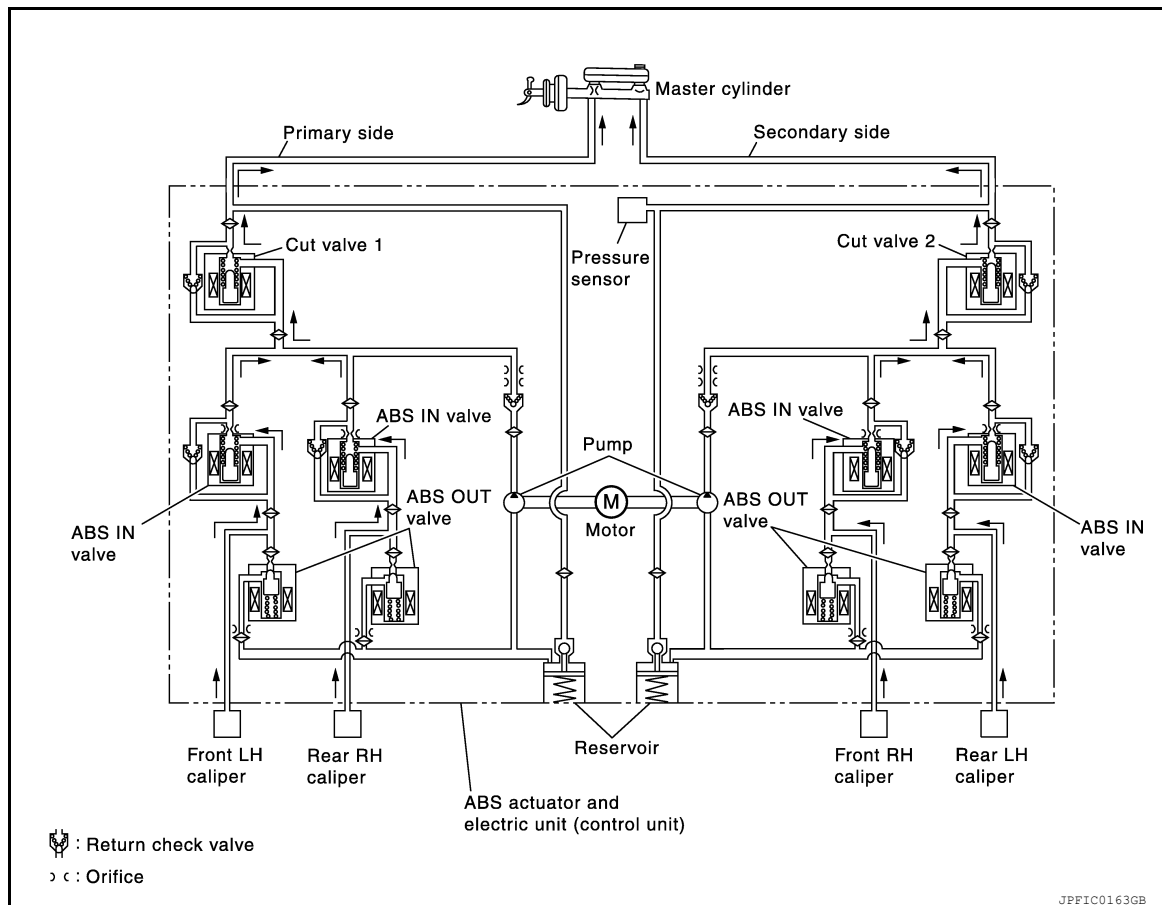 Master cylinder
Primary side
Secondary side
Cut valve 1
Pressure
sensor
Cut valve 2
ABS IN valve
ABS IN valve
Pump
ABS OUT
valve
ABS OUT
valve
M
Motor
ABS IN
valve
ABS IN
valve
Reservoir
Front LH
caliper
Rear RH
caliper
Front RH
caliper
Rear LH
caliper
ABS actuator and
electric unit (control unit)
: Return check valve
: Orifice
JPFIC0163GB